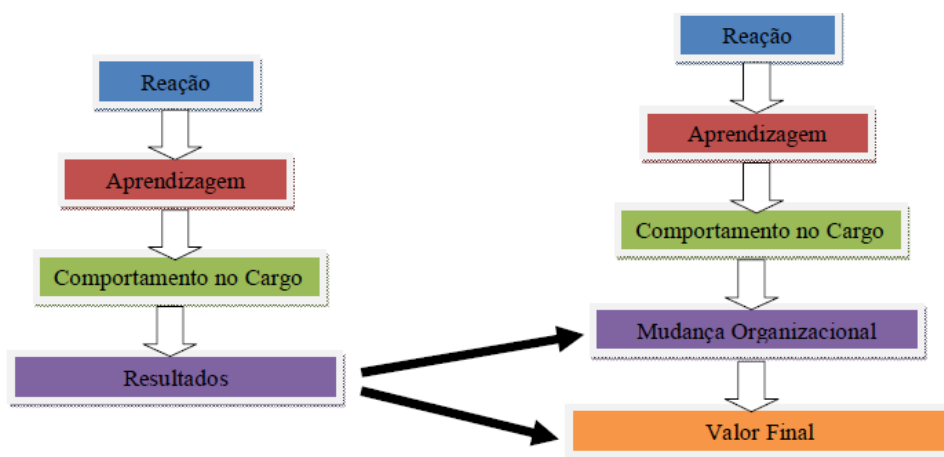 Reação
Aprendizagem
Comportamento no Cargo
Resultados
Reação
Aprendizagem
Comportamento no Cargo
Mudança Organizacional
Valor Final